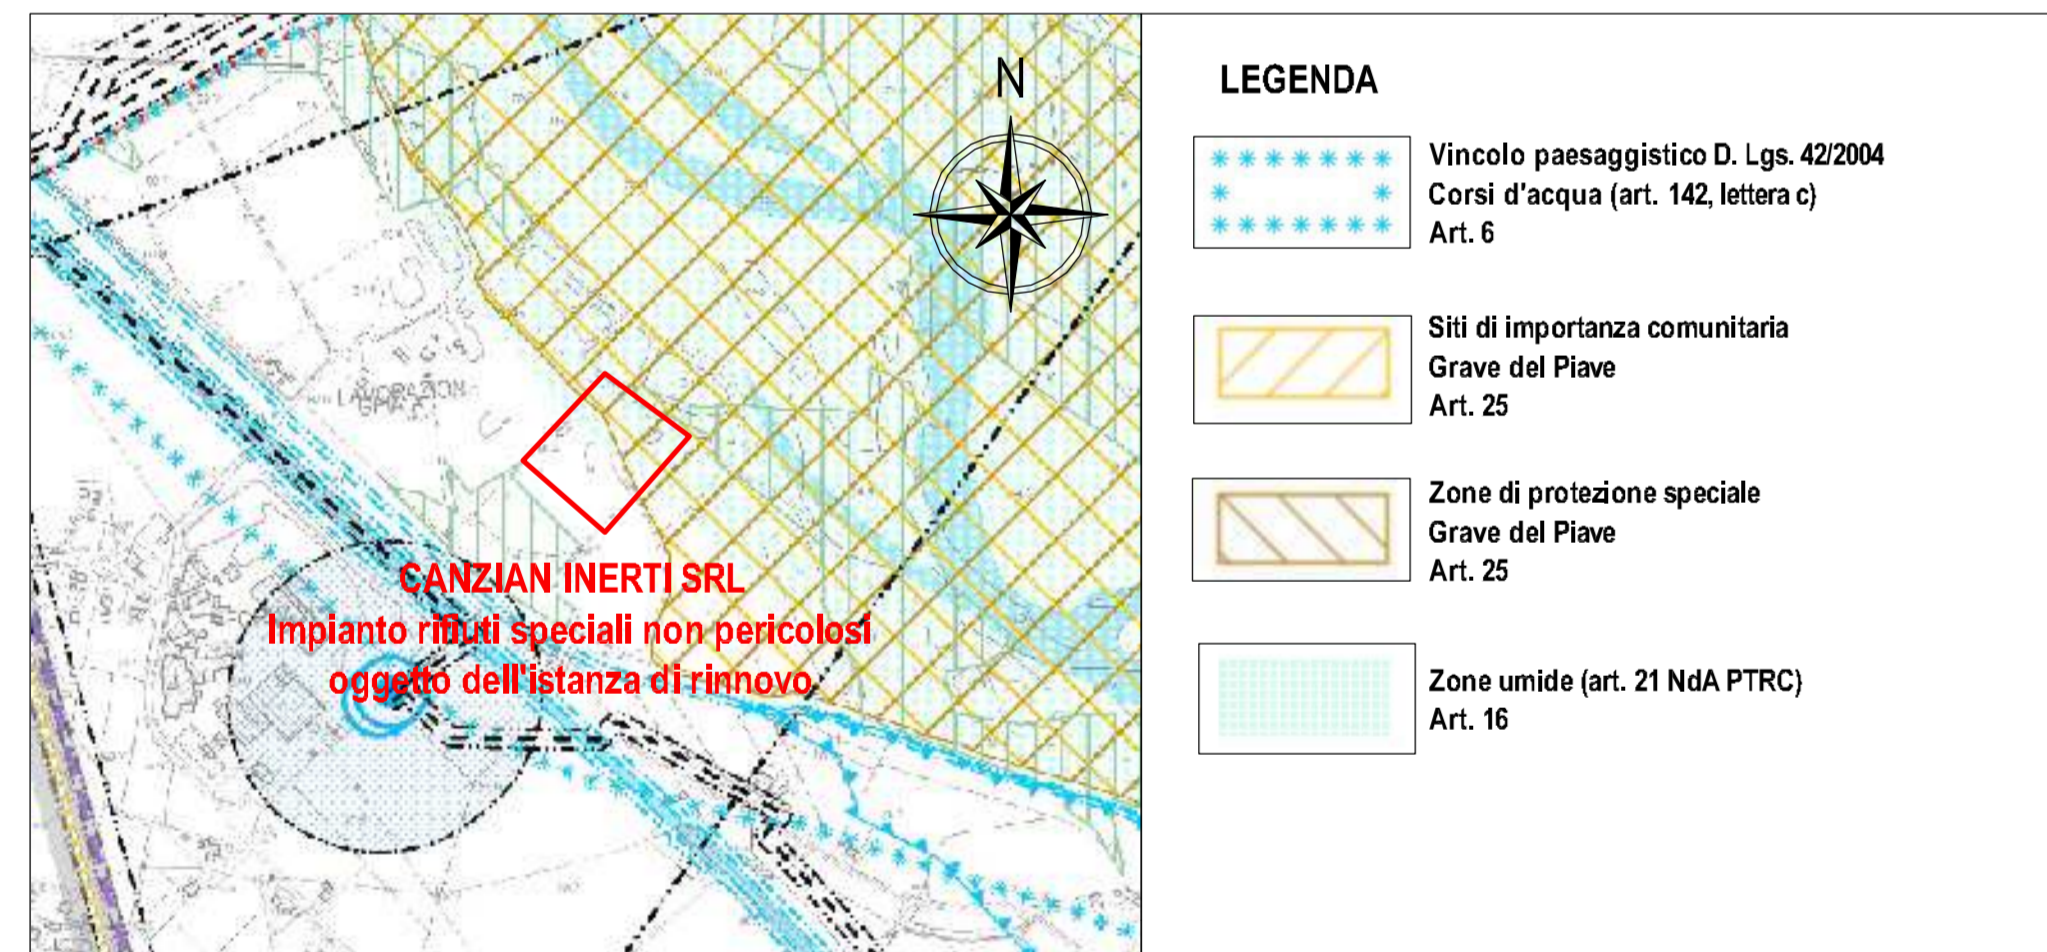 N
LAVORAZION
CANZIAN INERTI SRL
Impianto rifiuti speciali non pericolosi
oggetto dell'istanza di rinnovo
LEGENDA
Vincolo paesaggistico D. Lgs. 42/2004
Corsi d'acqua (art. 142, lettera c)
Art. 6
Siti di importanza comunitaria
Grave del Piave
Art. 25
Zone di protezione speciale
Grave del Piave
Art. 25
Zone umide (art. 21 NdA PTRC)
Art. 16